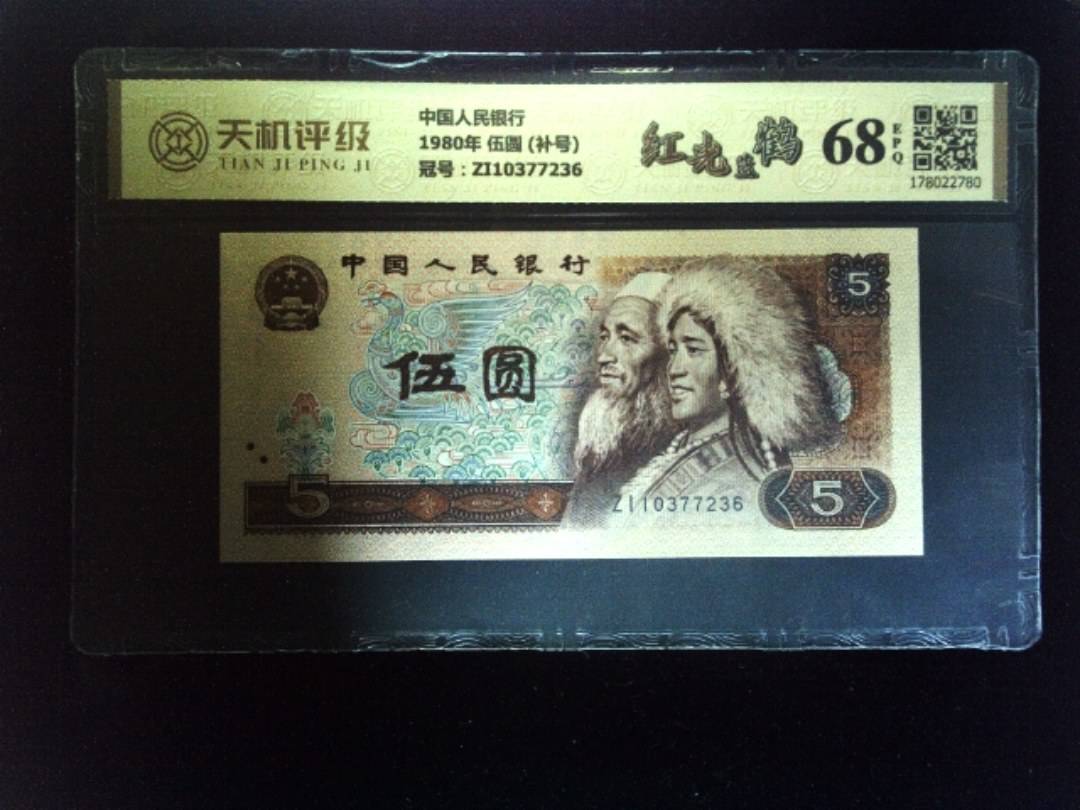 天机评级
TIAN JI PING JI
中国人民银行
1980年 伍圆 (补号)
冠号：ZI10377236
红光蓝鹤
68
EPQ
178022780
中国人民银行
5
伍圆
5
ZI10377236
5